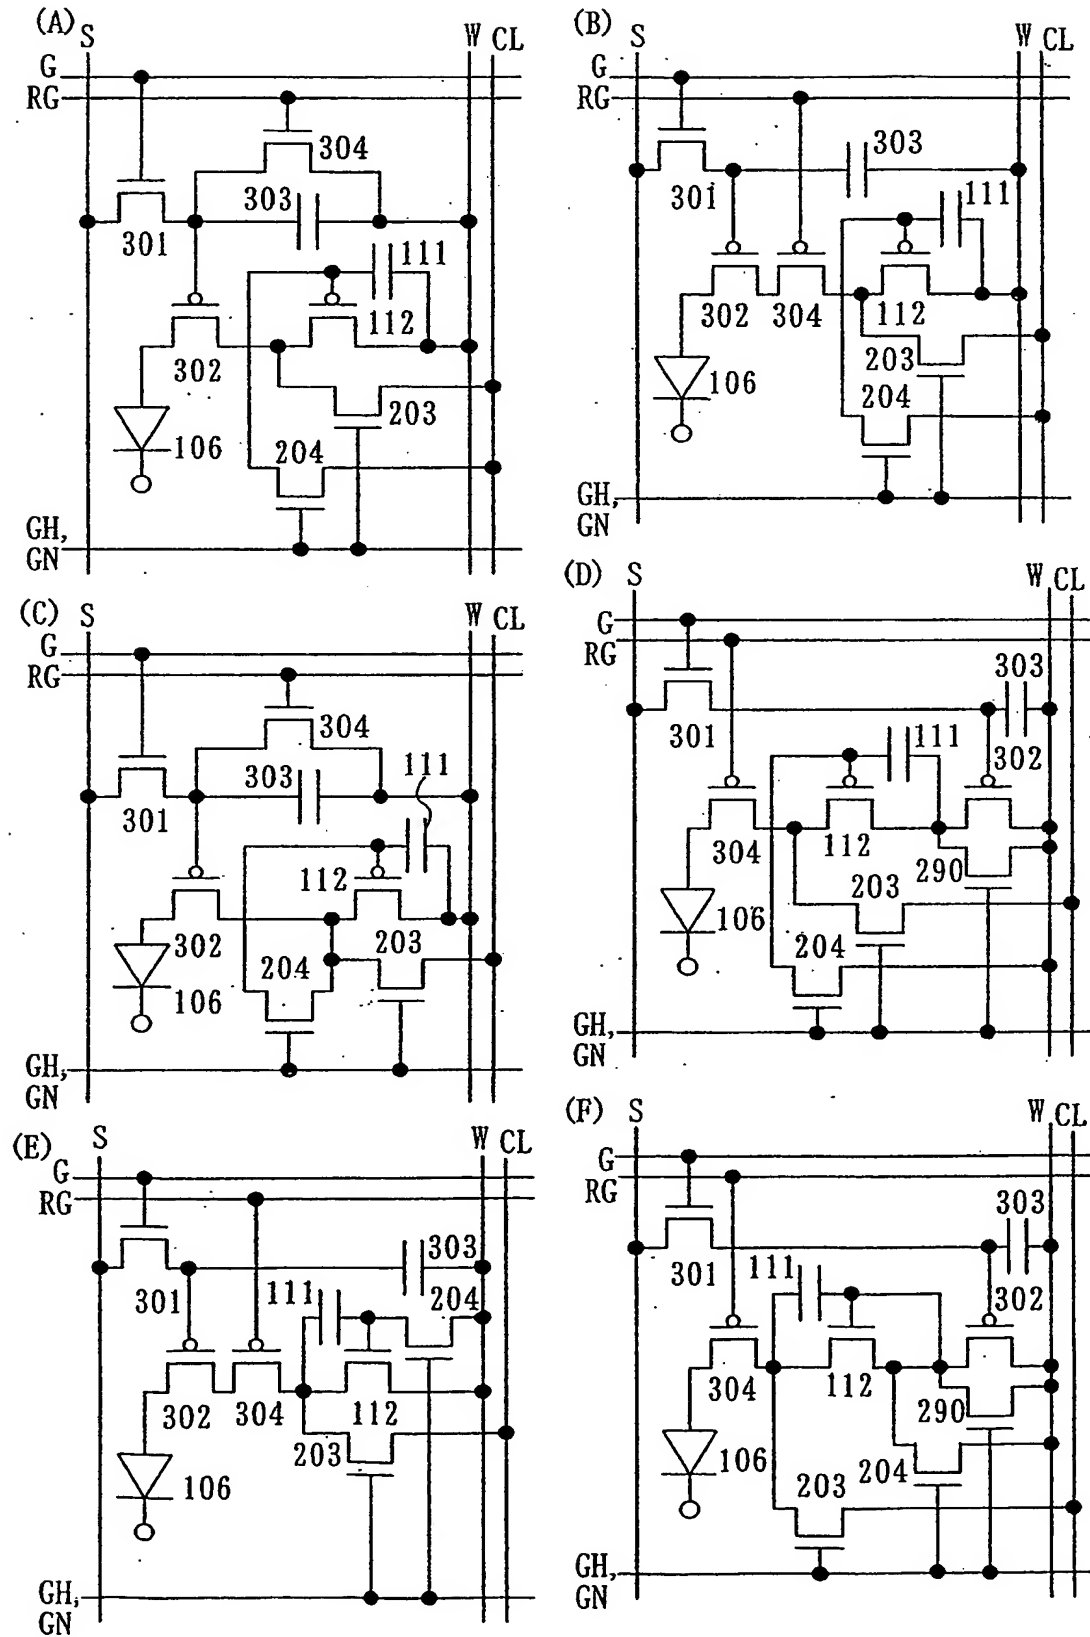 (A)
S
W CL
G
RG
304
303
301
111
112
302
203
106
204
GH,
GN
(B)
S
W CL
G
RG
303
301
111
302
304
112
106
203
204
GH,
GN
(C)
S
W CL
G
RG
304
303
111
301
112
302
203
204
106
GH,
GN
(D)
S
W CL
G
RG
303
301
111
302
304
112
290
203
106
204
GH,
GN
(E)
S
W CL
G
RG
303
301
111
204
302
304
112
203
106
GH,
GN
(F)
S
W CL
G
RG
303
301
111
302
304
112
290
106
203
204
GH,
GN